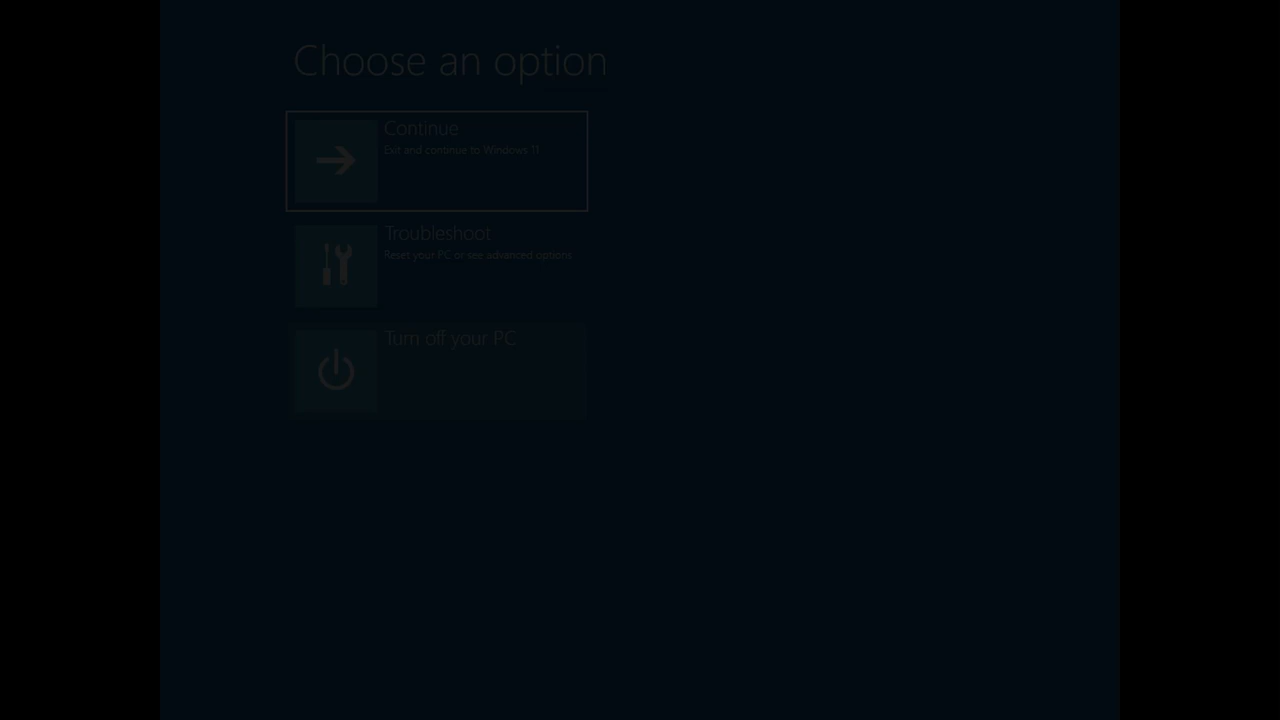 Choose an option
Continue
Exit and continue to Windows 11
Troubleshoot
Reset your PC or see advanced options
Turn off your PC